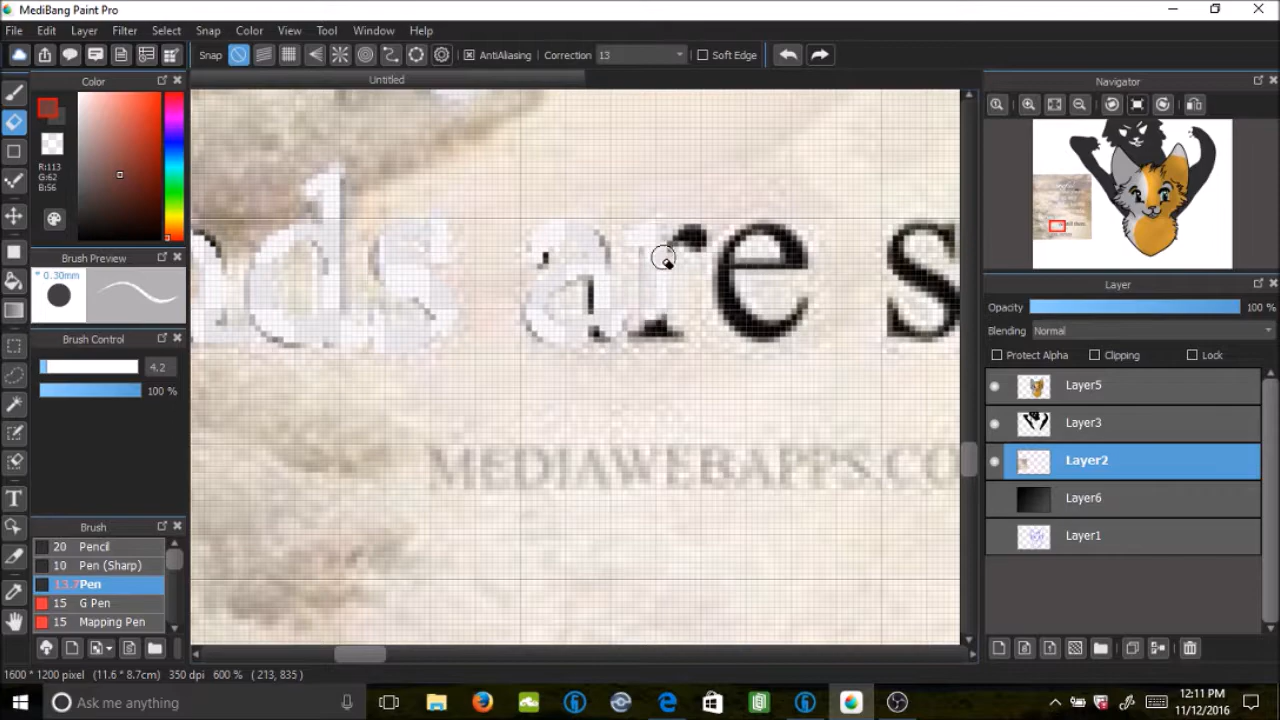 MediBang Paint Pro
File Edit Layer Filter Select Snap Color View Tool Window Help
Snap AntiAliasing Correction 13 Soft Edge
Color
R:113
G:62
B:56
Brush Preview
* 0.30mm
Brush Control
4.2
100 %
Brush
20 Pencil
10 Pen (Sharp)
13.7 Pen
15 G Pen
15 Mapping Pen
Untitled
ds are s
MEDIAWEBAPPS.CO
Navigator
Layer
Opacity 100 %
Blending Normal
Protect Alpha Clipping Lock
Layer5
Layer3
Layer2
Layer6
Layer1
1600 * 1200 pixel (11.6 * 8.7cm) 350 dpi 600 % ( 213, 835 )
Ask me anything
12:11 PM
11/12/2016